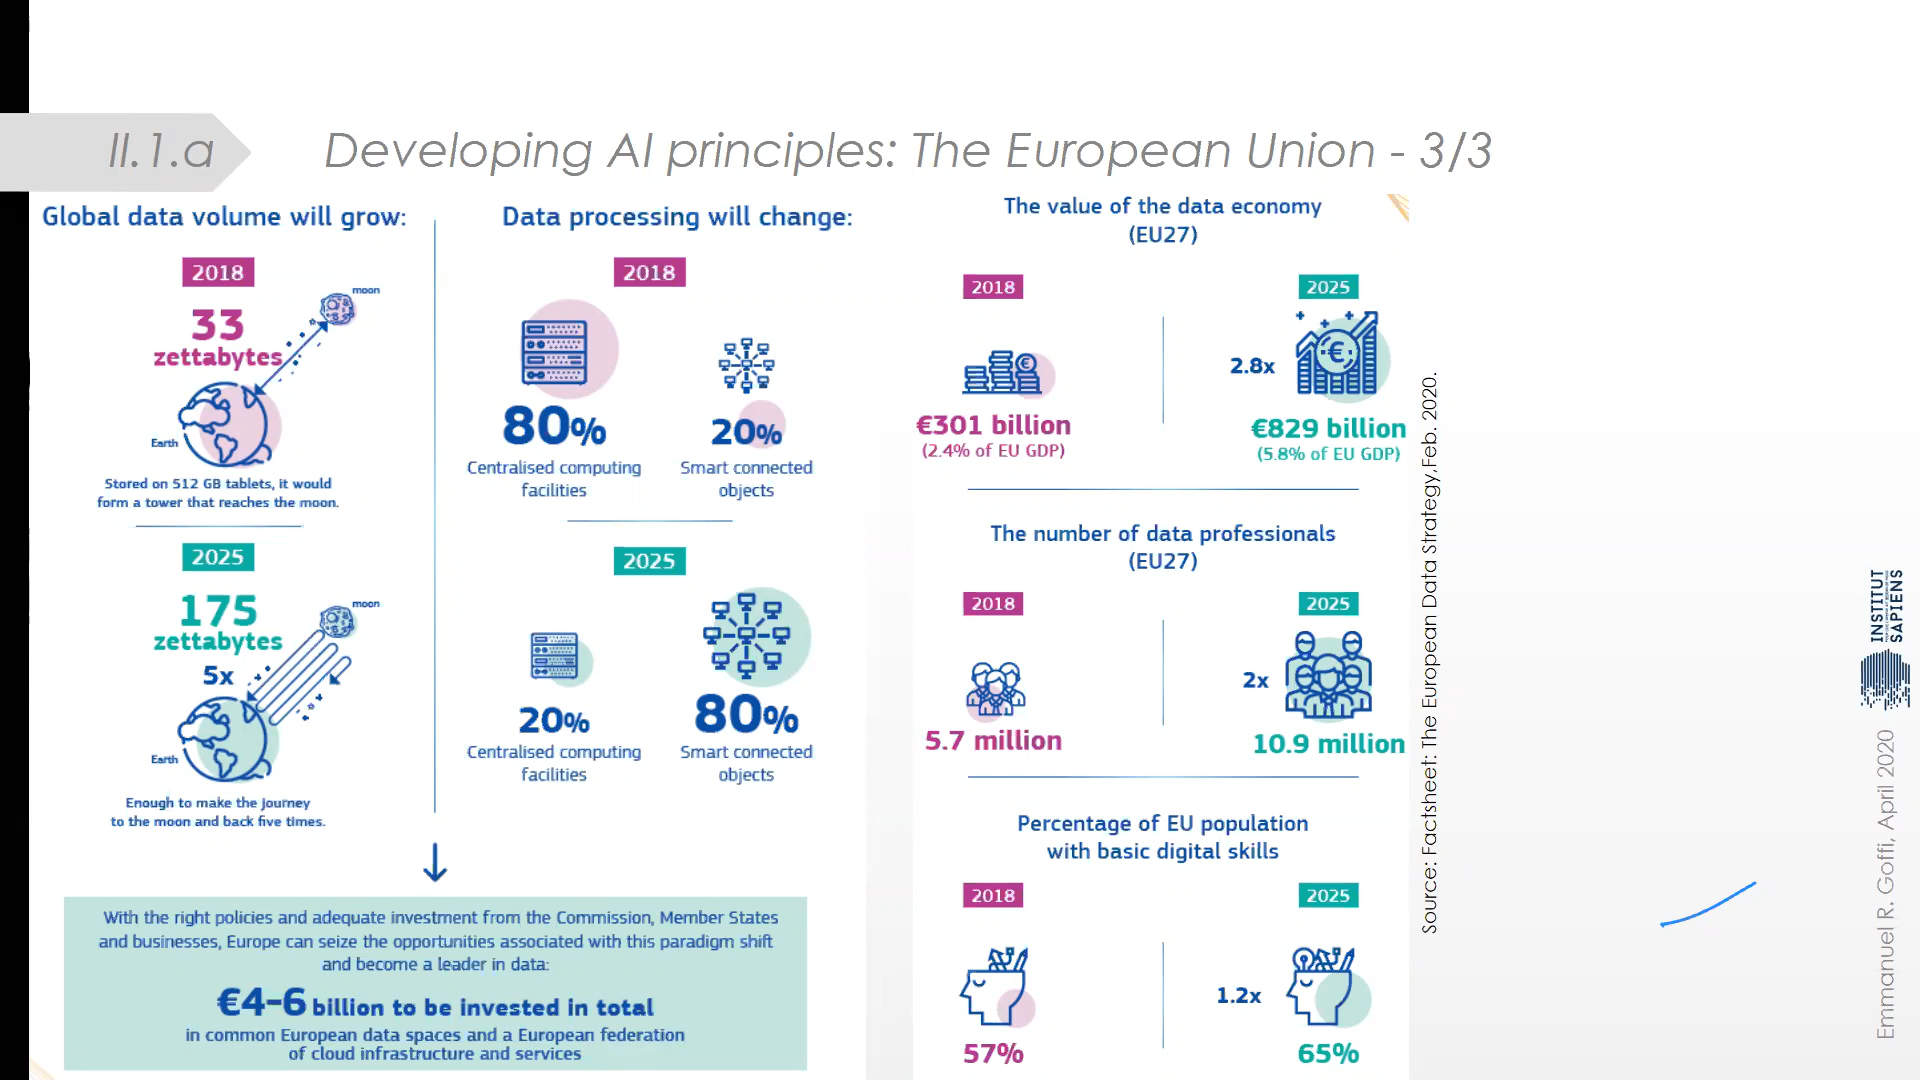 II.1.a
Developing AI principles: The European Union - 3/3
Global data volume will grow:
2018
33
zettabytes
moon
Earth
Stored on 512 GB tablets, it would
form a tower that reaches the moon.
2025
175
zettabytes
5x
moon
Earth
Enough to make the journey
to the moon and back five times.
Data processing will change:
2018
80%
Centralised computing
facilities
20%
Smart connected
objects
2025
20%
Centralised computing
facilities
80%
Smart connected
objects
With the right policies and adequate investment from the Commission, Member States
and businesses, Europe can seize the opportunities associated with this paradigm shift
and become a leader in data:
€4-6 billion to be invested in total
in common European data spaces and a European federation
of cloud infrastructure and services
The value of the data economy
(EU27)
2018
€301 billion
(2.4% of EU GDP)
2.8x
2025
€829 billion
(5.8% of EU GDP)
The number of data professionals
(EU27)
2018
5.7 million
2x
2025
10.9 million
Percentage of EU population
with basic digital skills
2018
57%
1.2x
2025
65%
Source: Factsheet: The European Data Strategy,Feb. 2020.
INSTITUT
SAPIENS
Emmanuel R. Goffi, April 2020